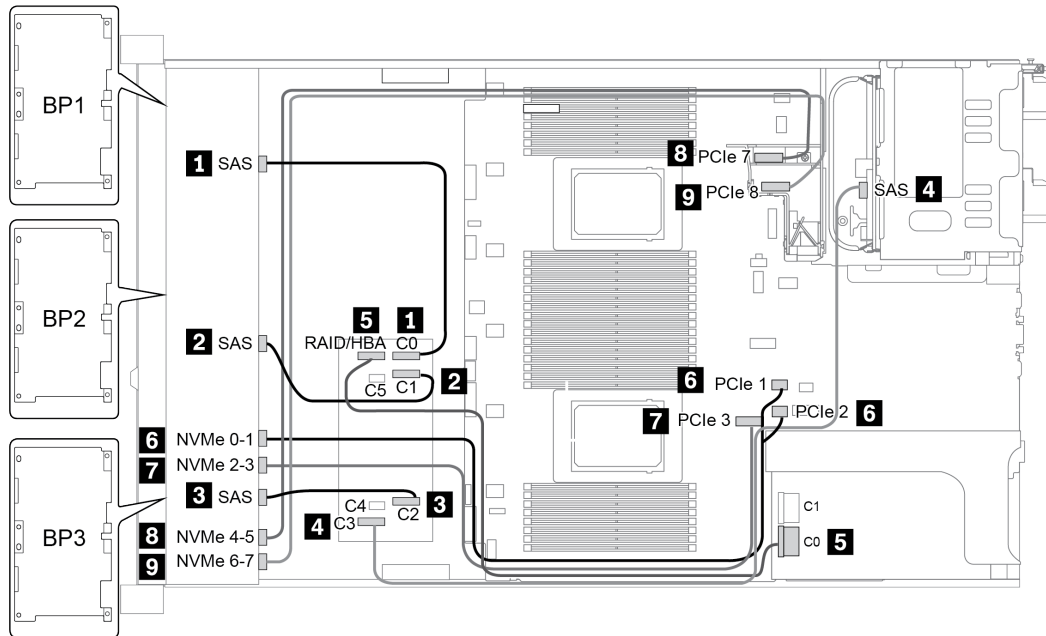 BP1
1 SAS
8 PCIe 7
9 PCIe 8
SAS 4
BP2
2 SAS
5 1
RAID/HBA C0
C1 2
C5
6 PCIe 1
7 PCIe 3
PCIe 2 6
6 NVMe 0-1
7 NVMe 2-3
3 SAS
C4
C2 3
4 C3
C1
C0 5
BP3
8 NVMe 4-5
9 NVMe 6-7